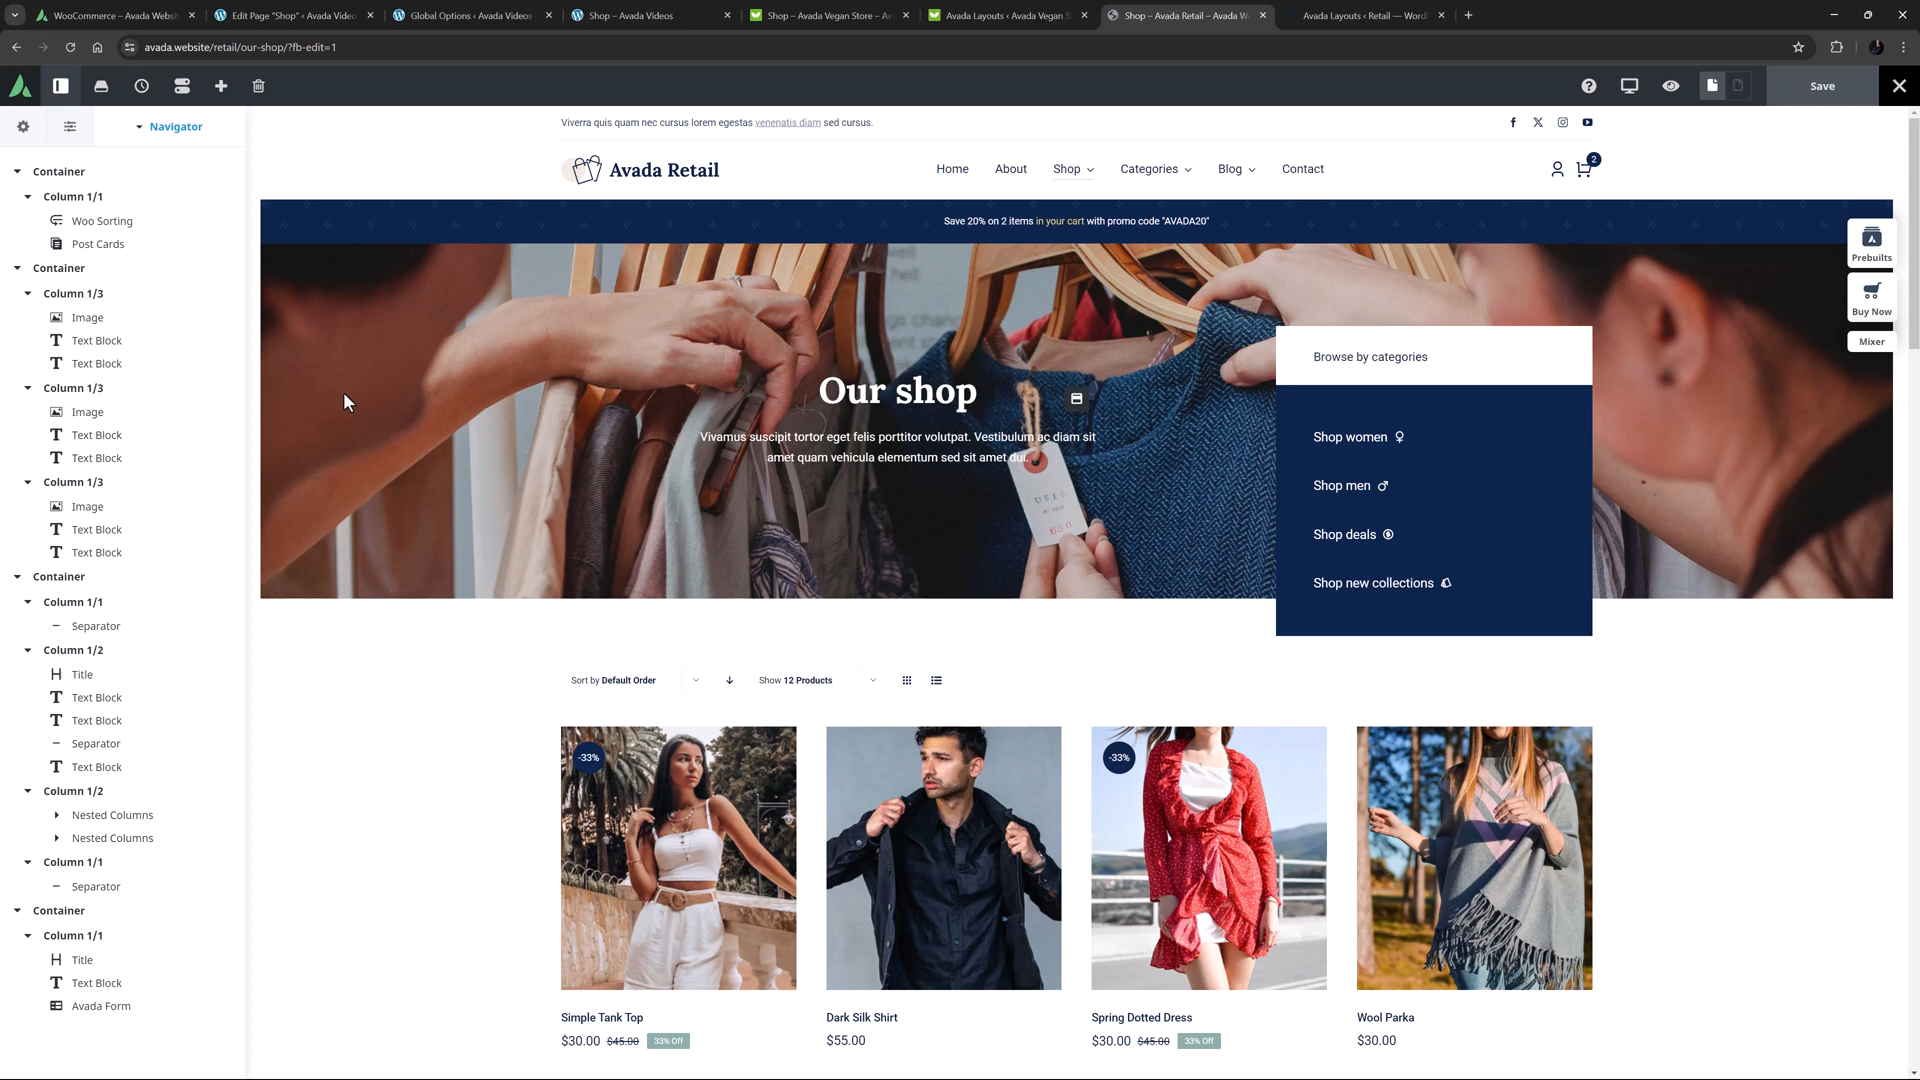 WooCommerce – Avada Websit
Edit Page "Shop" ‹ Avada Video
Global Options ‹ Avada Videos
Shop – Avada Videos
Shop – Avada Vegan Store – Av
Avada Layouts ‹ Avada Vegan S
Shop – Avada Retail – Avada W
Avada Layouts ‹ Retail — Word
avada.website/retail/our-shop/?fb-edit=1
Save
Navigator
Container
Column 1/1
Woo Sorting
Post Cards
Container
Column 1/3
Image
Text Block
Text Block
Column 1/3
Image
Text Block
Text Block
Column 1/3
Image
Text Block
Text Block
Container
Column 1/1
Separator
Column 1/2
Title
Text Block
Text Block
Separator
Text Block
Column 1/2
Nested Columns
Nested Columns
Column 1/1
Separator
Container
Column 1/1
Title
Text Block
Avada Form
Viverra quis quam nec cursus lorem egestas venenatis diam sed cursus.
Avada Retail
Home
About
Shop
Categories
Blog
Contact
2
Save 20% on 2 items in your cart with promo code "AVADA20"
Our shop
Vivamus suscipit tortor eget felis porttitor volutpat. Vestibulum ac diam sit
amet quam vehicula elementum sed sit amet dui.
USED
650
Browse by categories
Shop women
Shop men
Shop deals
Shop new collections
Prebuilts
Buy Now
Mixer
Sort by Default Order
Show 12 Products
-33%
-33%
Simple Tank Top
$30.00 $45.00 33% Off
Dark Silk Shirt
$55.00
Spring Dotted Dress
$30.00 $45.00 33% Off
Wool Parka
$30.00